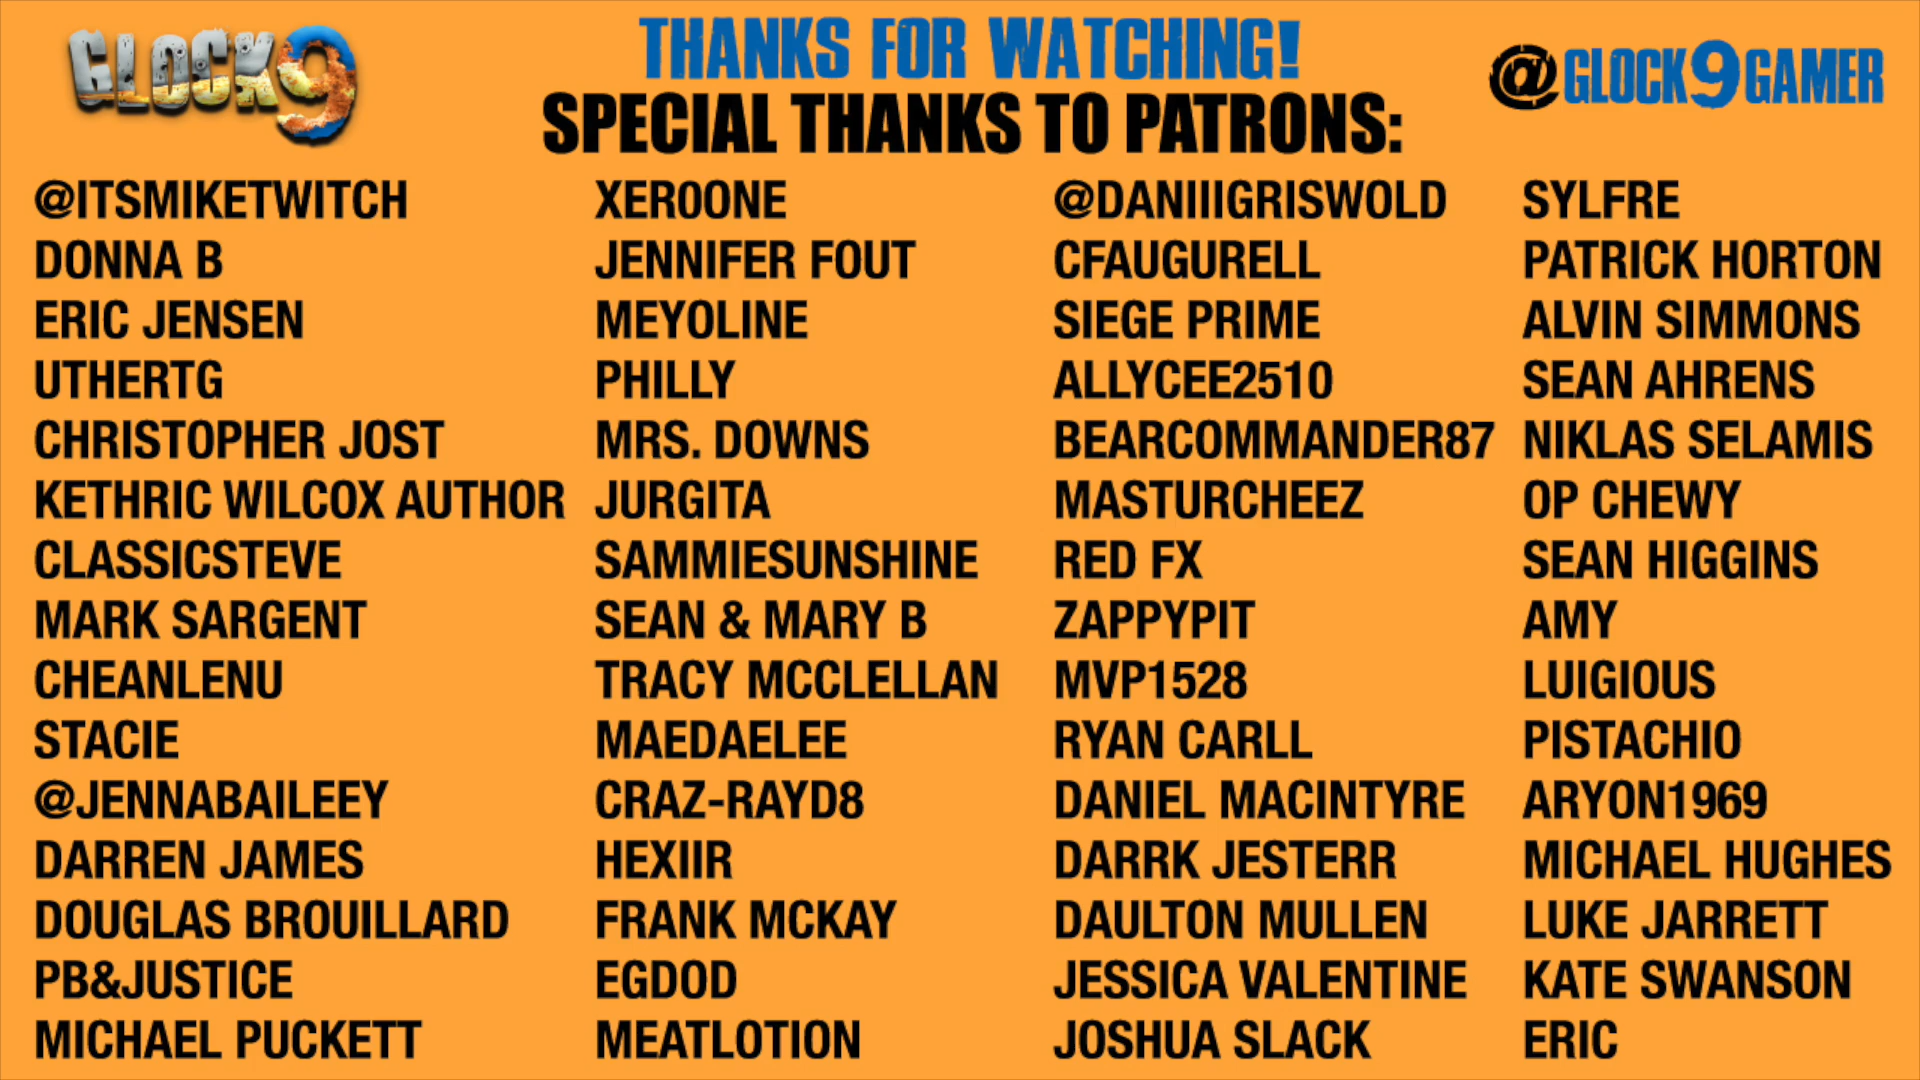 GLOCK9
THANKS FOR WATCHING!
SPECIAL THANKS TO PATRONS:
@GLOCK9GAMER
@ITSMIKETWITCH
DONNA B
ERIC JENSEN
UTHERTG
CHRISTOPHER JOST
KETHRIC WILCOX AUTHOR
CLASSICSTEVE
MARK SARGENT
CHEANLENU
STACIE
@JENNABAILEEY
DARREN JAMES
DOUGLAS BROUILLARD
PB&JUSTICE
MICHAEL PUCKETT
XER0ONE
JENNIFER FOUT
MEYOLINE
PHILLY
MRS. DOWNS
JURGITA
SAMMIESUNSHINE
SEAN & MARY B
TRACY MCCLELLAN
MAEDAELEE
CRAZ-RAYD8
HEXIIR
FRANK MCKAY
EGDOD
MEATLOTION
@DANIIIGRISWOLD
CFAUGURELL
SIEGE PRIME
ALLYCEE2510
BEARCOMMANDER87
MASTURCHEEZ
RED FX
ZAPPYPIT
MVP1528
RYAN CARLL
DANIEL MACINTYRE
DARRK JESTERR
DAULTON MULLEN
JESSICA VALENTINE
JOSHUA SLACK
SYLFRE
PATRICK HORTON
ALVIN SIMMONS
SEAN AHRENS
NIKLAS SELAMIS
OP CHEWY
SEAN HIGGINS
AMY
LUIGIOUS
PISTACHIO
ARYON1969
MICHAEL HUGHES
LUKE JARRETT
KATE SWANSON
ERIC